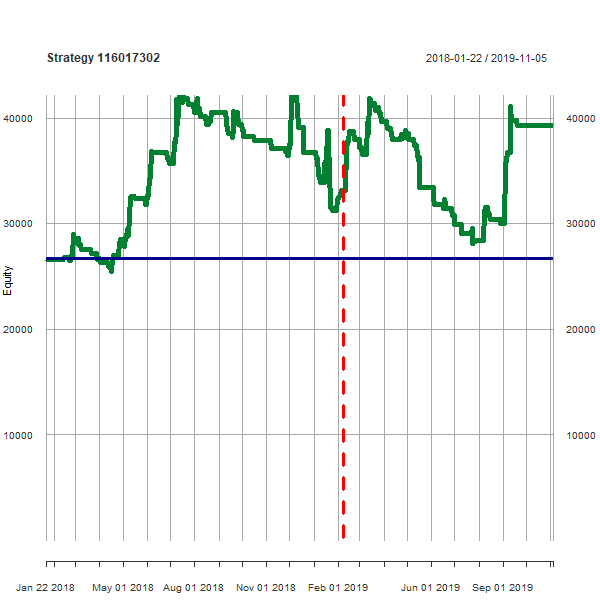 Strategy 116017302
2018-01-22 / 2019-11-05
40000
40000
30000
30000
Equity
20000
20000
10000
10000
Jan 22 2018
May 01 2018
Aug 01 2018
Nov 01 2018
Feb 01 2019
Jun 01 2019
Sep 01 2019